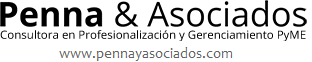 Penna & Asociados
Consultora en Profesionalización y Gerenciamiento PyME
www.pennayasociados.com